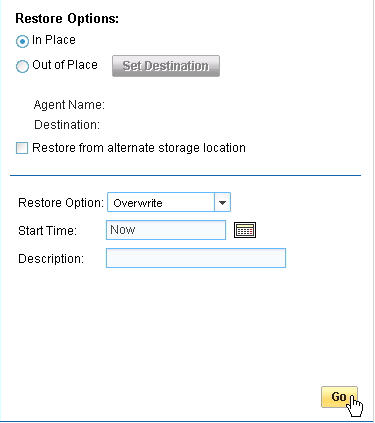 Restore Options:
In Place
Out of Place Set Destination
Agent Name:
Destination:
Restore from alternate storage location
Restore Option: Overwrite
Start Time: Now
Description:
Go